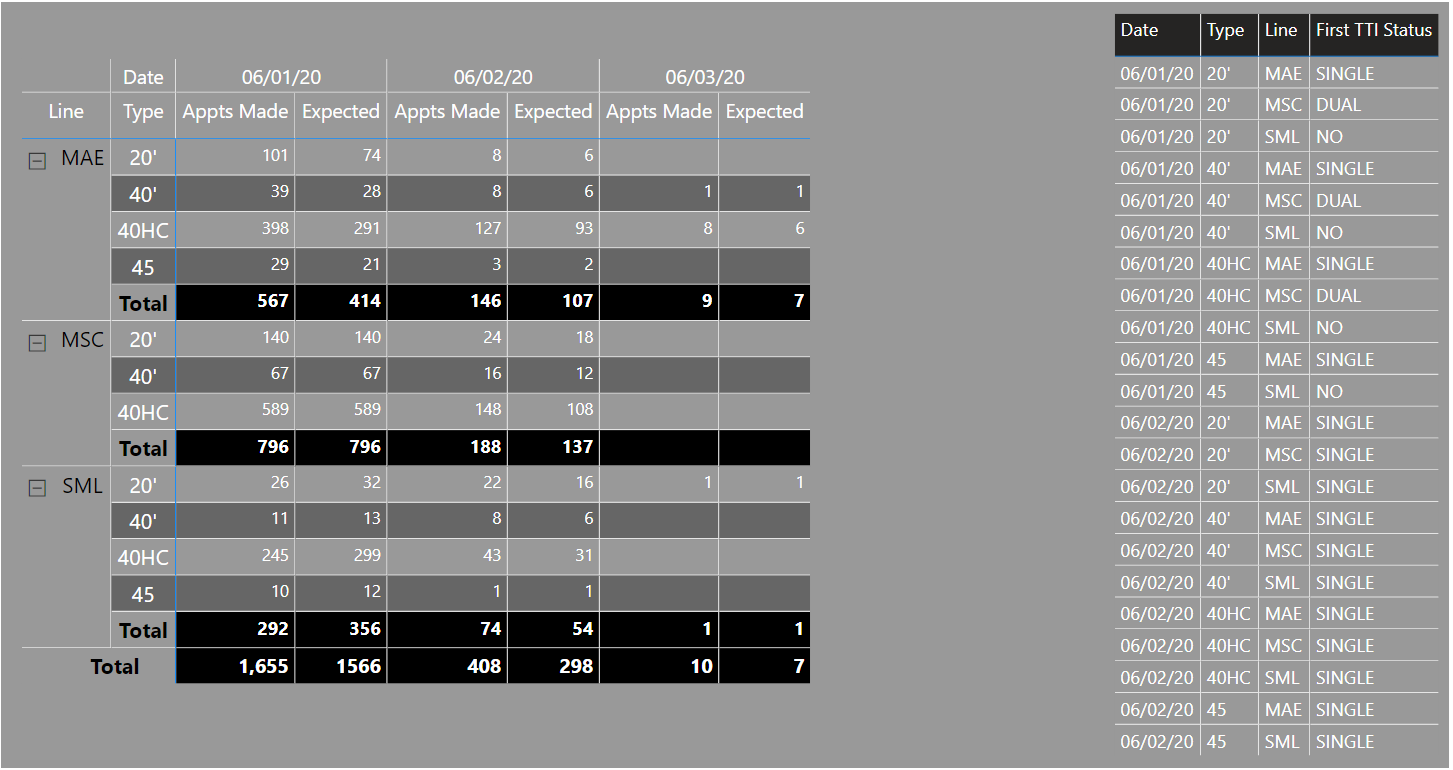 Date 06/01/20 06/02/20 06/03/20
Line Type Appts Made Expected Appts Made Expected Appts Made Expected
MAE 20' 101 74 8 6
40' 39 28 8 6 1 1
40HC 398 291 127 93 8 6
45 29 21 3 2
Total 567 414 146 107 9 7
MSC 20' 140 140 24 18
40' 67 67 16 12
40HC 589 589 148 108
Total 796 796 188 137
SML 20' 26 32 22 16 1 1
40' 11 13 8 6
40HC 245 299 43 31
45 10 12 1 1
Total 292 356 74 54 1 1
Total 1,655 1566 408 298 10 7
Date Type Line First TTI Status
06/01/20 20' MAE SINGLE
06/01/20 20' MSC DUAL
06/01/20 20' SML NO
06/01/20 40' MAE SINGLE
06/01/20 40' MSC DUAL
06/01/20 40' SML NO
06/01/20 40HC MAE SINGLE
06/01/20 40HC MSC DUAL
06/01/20 40HC SML NO
06/01/20 45 MAE SINGLE
06/01/20 45 SML NO
06/02/20 20' MAE SINGLE
06/02/20 20' MSC SINGLE
06/02/20 20' SML SINGLE
06/02/20 40' MAE SINGLE
06/02/20 40' MSC SINGLE
06/02/20 40' SML SINGLE
06/02/20 40HC MAE SINGLE
06/02/20 40HC MSC SINGLE
06/02/20 40HC SML SINGLE
06/02/20 45 MAE SINGLE
06/02/20 45 SML SINGLE